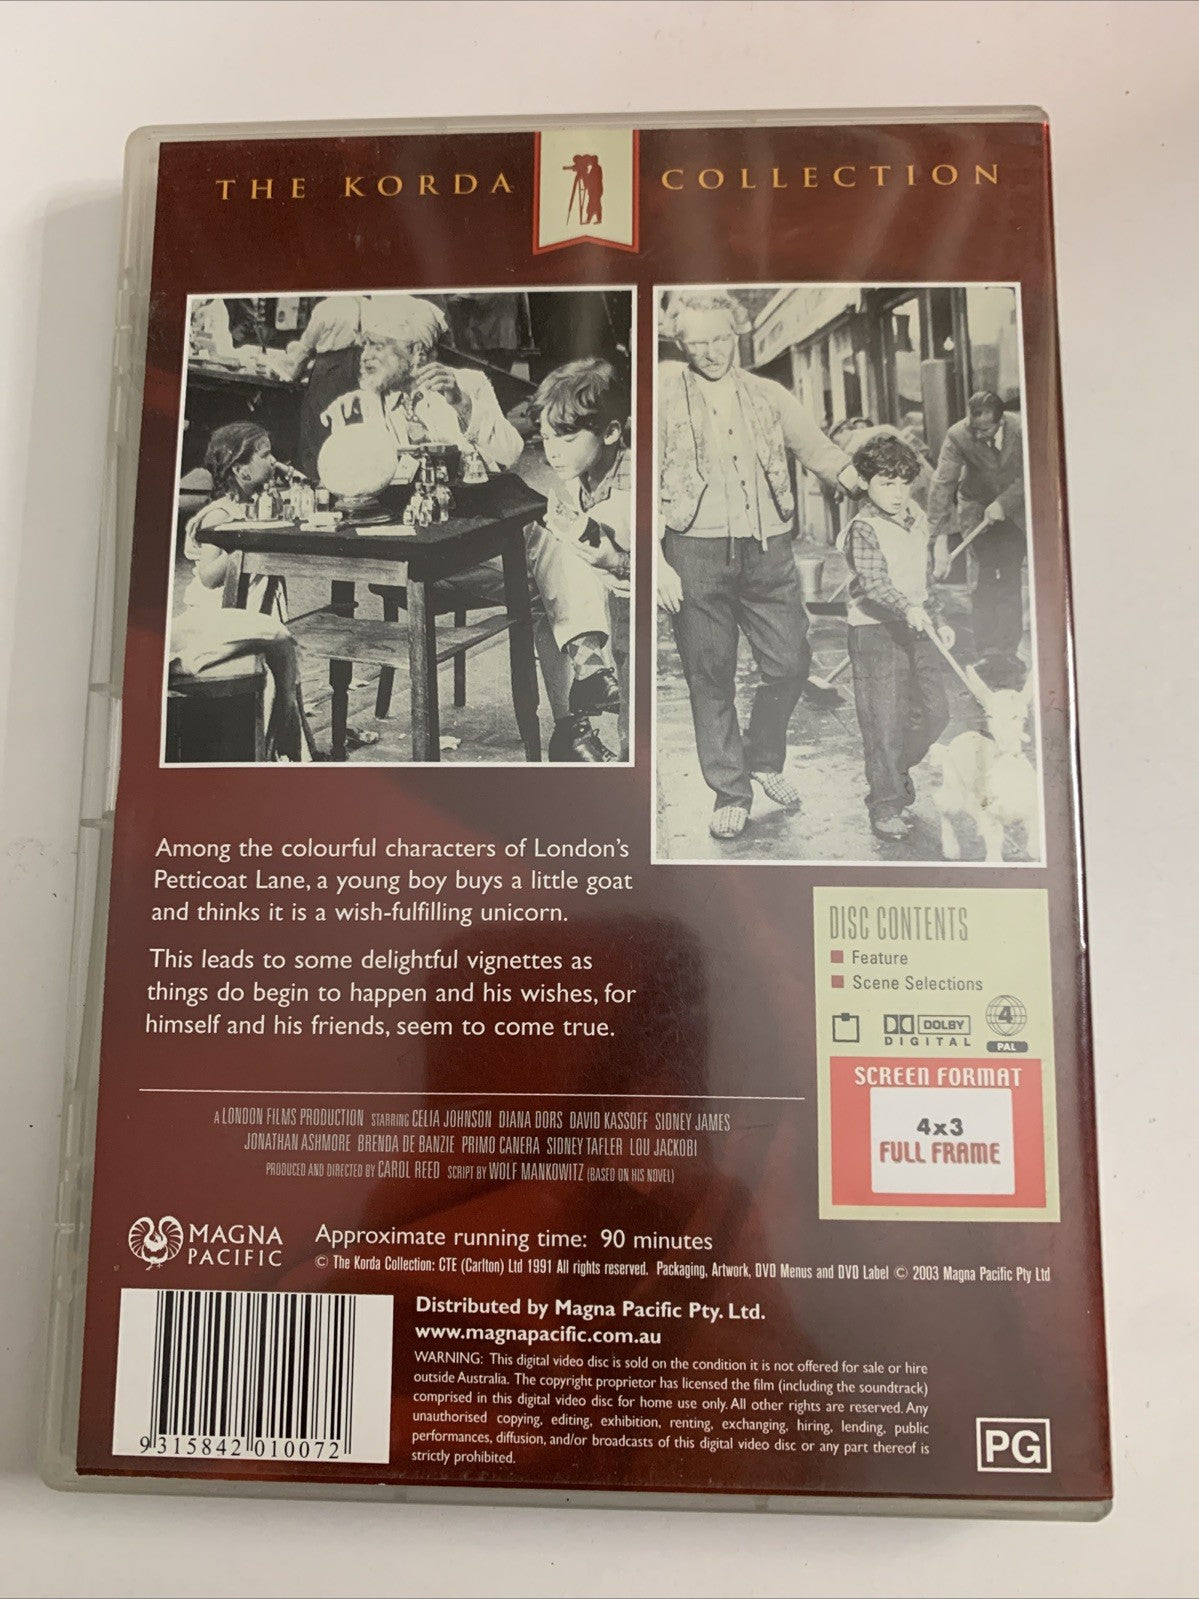 THE KORDA COLLECTION
Among the colourful characters of London's
Petticoat Lane, a young boy buys a little goat
and thinks it is a wish-fulfilling unicorn.
This leads to some delightful vignettes as
things do begin to happen and his wishes, for
himself and his friends, seem to come true.
DISC CONTENTS
Feature
Scene Selections
DOLBY
DIGITAL
4
PAL
SCREEN FORMAT
4x3
FULL FRAME
A LONDON FILMS PRODUCTION STARRING CELIA JOHNSON DIANA DORS DAVID KASSOFF SIDNEY JAMES
JONATHAN ASHMORE BRENDA DE BANZIE PRIMO CANERA SIDNEY TAFLER LOU JACKOBI
PRODUCED AND DIRECTED BY CAROL REED SCRIPT BY WOLF MANKOWITZ (BASED ON HIS NOVEL)
MAGNA
PACIFIC
Approximate running time: 90 minutes
© The Korda Collection: CTE (Carlton) Ltd 1991 All rights reserved. Packaging, Artwork, DVD Menus and DVD Label © 2003 Magna Pacific Pty Ltd
Distributed by Magna Pacific Pty. Ltd.
www.magnapacific.com.au
WARNING: This digital video disc is sold on the condition it is not offered for sale or hire
outside Australia. The copyright proprietor has licensed the film (including the soundtrack)
comprised in this digital video disc for home use only. All other rights are reserved. Any
unauthorised copying, editing, exhibition, renting, exchanging, hiring, lending, public
performances, diffusion, and/or broadcasts of this digital video disc or any part thereof is
strictly prohibited.
9 315842 010072
PG